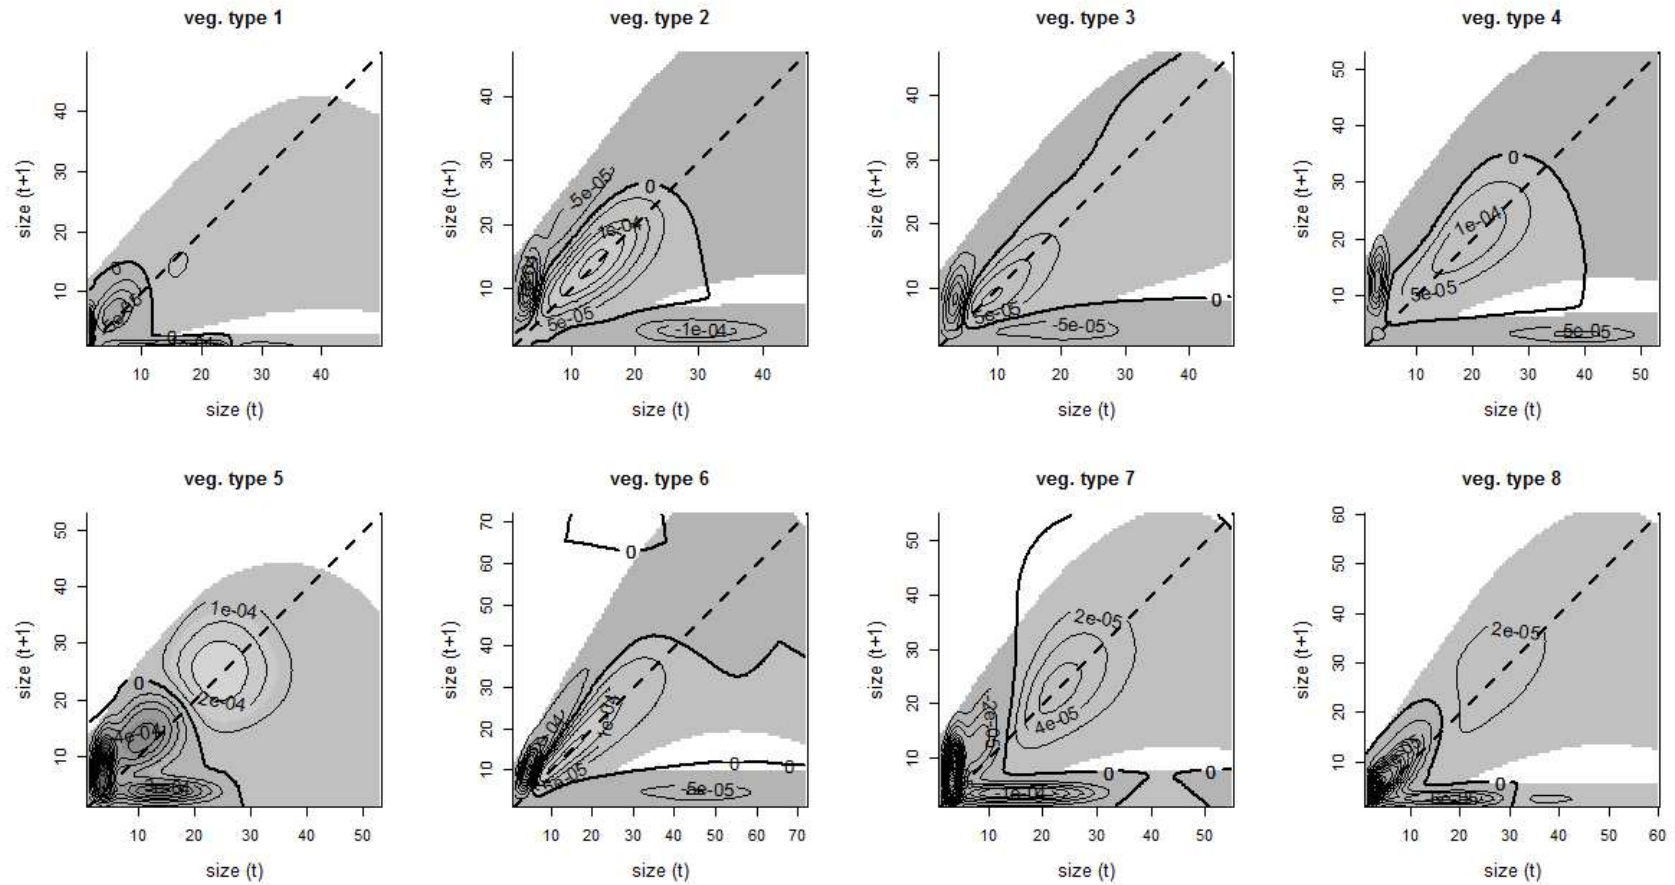 veg. type 1
veg. type 2
veg. type 3
veg. type 4
size (t+1)
10 20 30 40
0
0
size (t)
10 20 30 40
size (t+1)
10 20 30 40
-5e-05
0
1e-04
5e-05
-1e-04
10 20 30 40
size (t)
size (t+1)
10 20 30 40
5e-05
-5e-05
0
10 20 30 40
size (t)
size (t+1)
10 20 30 40 50
0
1e-04
5e-05
5e-05
10 20 30 40 50
size (t)
veg. type 5
veg. type 6
veg. type 7
veg. type 8
size (t+1)
10 20 30 40 50
1e-04
0
2e-04
10 20 30 40 50
size (t)
size (t+1)
10 20 30 40 50 60 70
0
1e-04
0
0
-5e-05
10 20 30 40 50 60 70
size (t)
size (t+1)
10 20 30 40 50
2e-05
-2e-05
4e-05
0
0
-1e-04
10 20 30 40 50
size (t)
size (t+1)
10 20 30 40 50 60
2e-05
0
10 20 30 40 50 60
size (t)